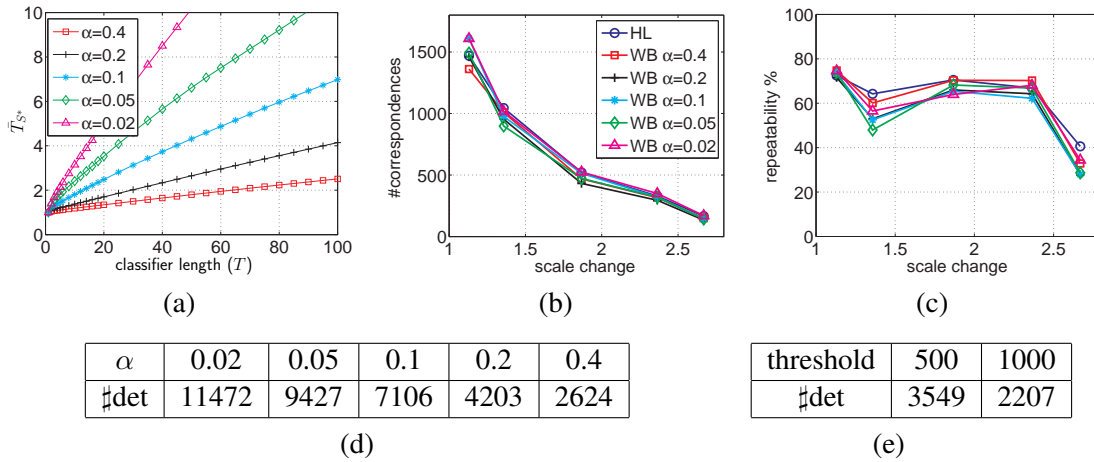 10
8
6
4
2
0
0 20 40 60 80 100
T̄_S*
classifier length (T)
α=0.4
α=0.2
α=0.1
α=0.05
α=0.02
(a)
1500
1000
500
0
1 1.5 2 2.5
#correspondences
scale change
HL
WB α=0.4
WB α=0.2
WB α=0.1
WB α=0.05
WB α=0.02
(b)
100
80
60
40
20
0
1 1.5 2 2.5
repeatability %
scale change
(c)
α 0.02 0.05 0.1 0.2 0.4
♯det 11472 9427 7106 4203 2624
(d)
threshold 500 1000
♯det 3549 2207
(e)